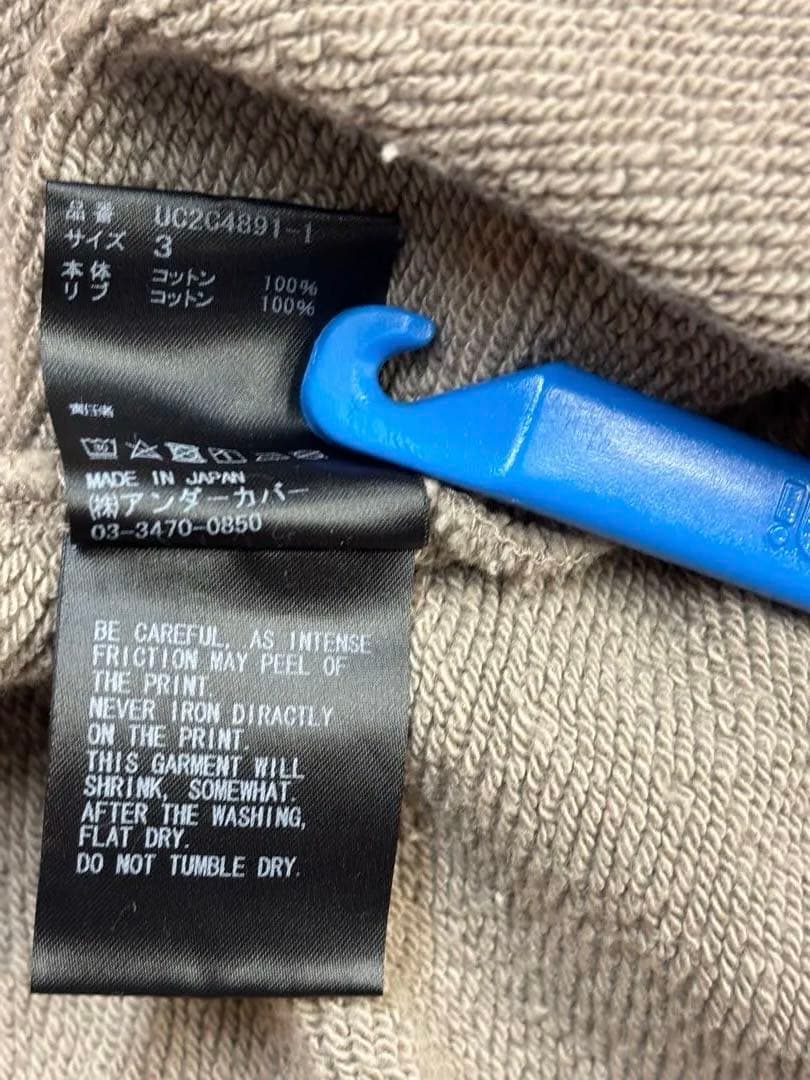 品番 UC2C4891-1
サイズ 3
本体 コットン 100%
リブ コットン 100%
責任者
MADE IN JAPAN
(株)アンダーカバー
03-3470-0850
BE CAREFUL, AS INTENSE
FRICTION MAY PEEL OF
THE PRINT.
NEVER IRON DIRACTLY
ON THE PRINT.
THIS GARMENT WILL
SHRINK, SOMEWHAT.
AFTER THE WASHING,
FLAT DRY.
DO NOT TUMBLE DRY.